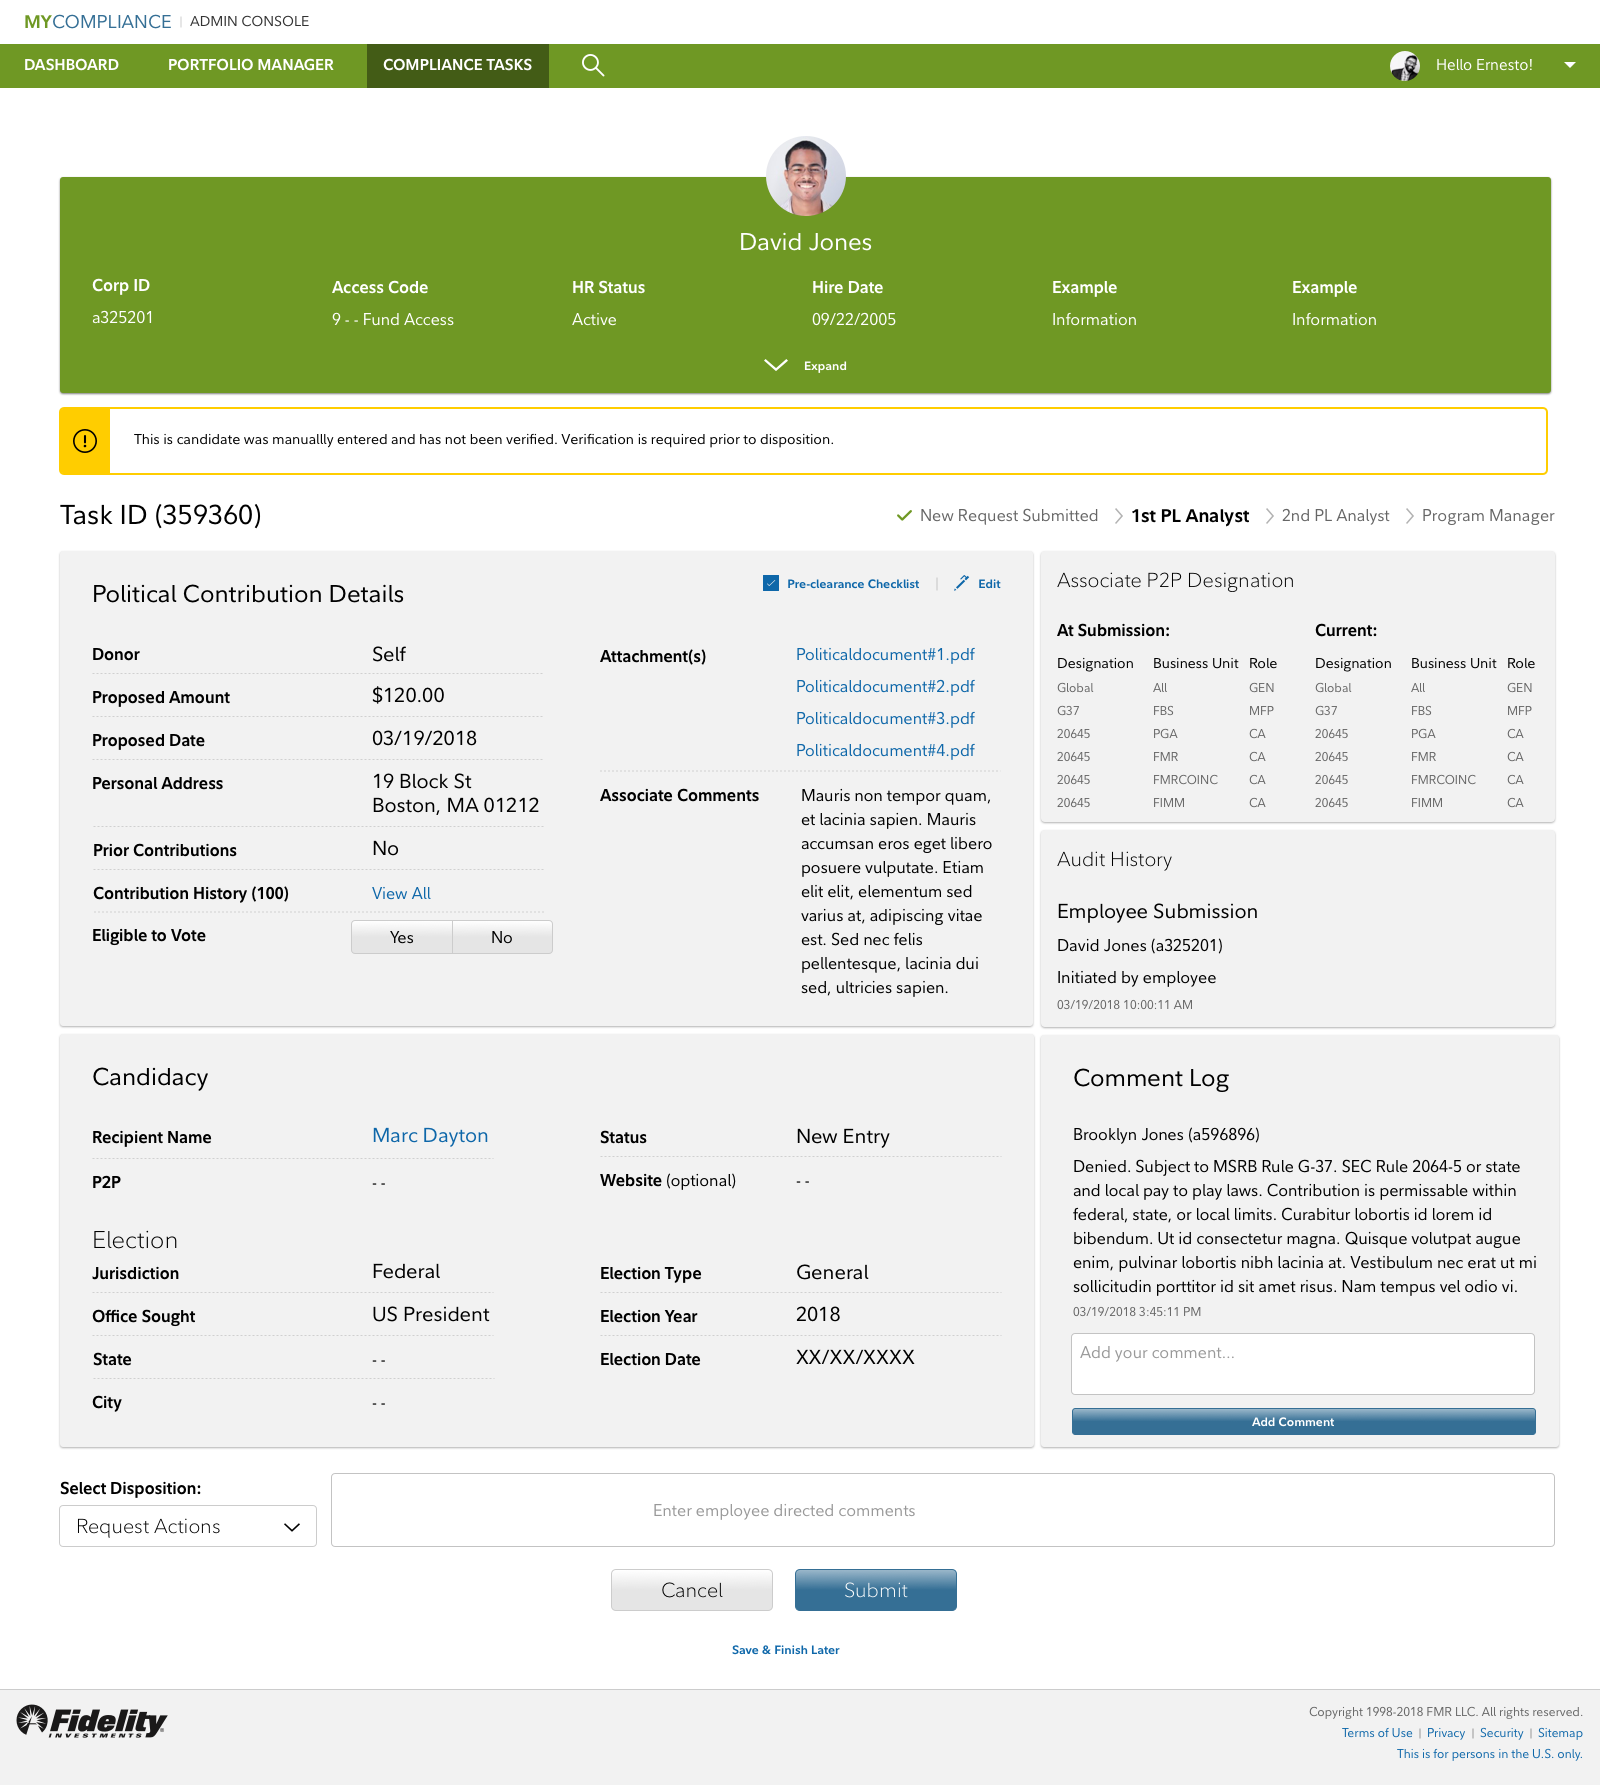 MYCOMPLIANCE | ADMIN CONSOLE
DASHBOARD PORTFOLIO MANAGER COMPLIANCE TASKS Hello Ernesto!
David Jones
Corp ID Access Code HR Status Hire Date Example Example
a325201 9 - - Fund Access Active 09/22/2005 Information Information
Expand
This is candidate was manuallly entered and has not been verified. Verification is required prior to disposition.
Task ID (359360)
New Request Submitted 1st PL Analyst 2nd PL Analyst Program Manager
Political Contribution Details
Pre-clearance Checklist | Edit
Donor Self
Proposed Amount $120.00
Proposed Date 03/19/2018
Personal Address 19 Block St
Boston, MA 01212
Prior Contributions No
Contribution History (100) View All
Eligible to Vote Yes No
Attachment(s) Politicaldocument#1.pdf
Politicaldocument#2.pdf
Politicaldocument#3.pdf
Politicaldocument#4.pdf
Associate Comments Mauris non tempor quam,
et lacinia sapien. Mauris
accumsan eros eget libero
posuere vulputate. Etiam
elit elit, elementum sed
varius at, adipiscing vitae
est. Sed nec felis
pellentesque, lacinia dui
sed, ultricies sapien.
Associate P2P Designation
At Submission: Current:
Designation Business Unit Role Designation Business Unit Role
Global All GEN Global All GEN
G37 FBS MFP G37 FBS MFP
20645 PGA CA 20645 PGA CA
20645 FMR CA 20645 FMR CA
20645 FMRCOINC CA 20645 FMRCOINC CA
20645 FIMM CA 20645 FIMM CA
Audit History
Employee Submission
David Jones (a325201)
Initiated by employee
03/19/2018 10:00:11 AM
Candidacy
Recipient Name Marc Dayton
P2P - -
Status New Entry
Website (optional) - -
Election
Jurisdiction Federal
Office Sought US President
State - -
City - -
Election Type General
Election Year 2018
Election Date XX/XX/XXXX
Comment Log
Brooklyn Jones (a596896)
Denied. Subject to MSRB Rule G-37. SEC Rule 2064-5 or state
and local pay to play laws. Contribution is permissable within
federal, state, or local limits. Curabitur lobortis id lorem id
bibendum. Ut id consectetur magna. Quisque volutpat augue
enim, pulvinar lobortis nibh lacinia at. Vestibulum nec erat ut mi
sollicitudin porttitor id sit amet risus. Nam tempus vel odio vi.
03/19/2018 3:45:11 PM
Add your comment...
Add Comment
Select Disposition:
Request Actions
Enter employee directed comments
Cancel Submit
Save & Finish Later
Fidelity
INVESTMENTS
Copyright 1998-2018 FMR LLC. All rights reserved.
Terms of Use | Privacy | Security | Sitemap
This is for persons in the U.S. only.